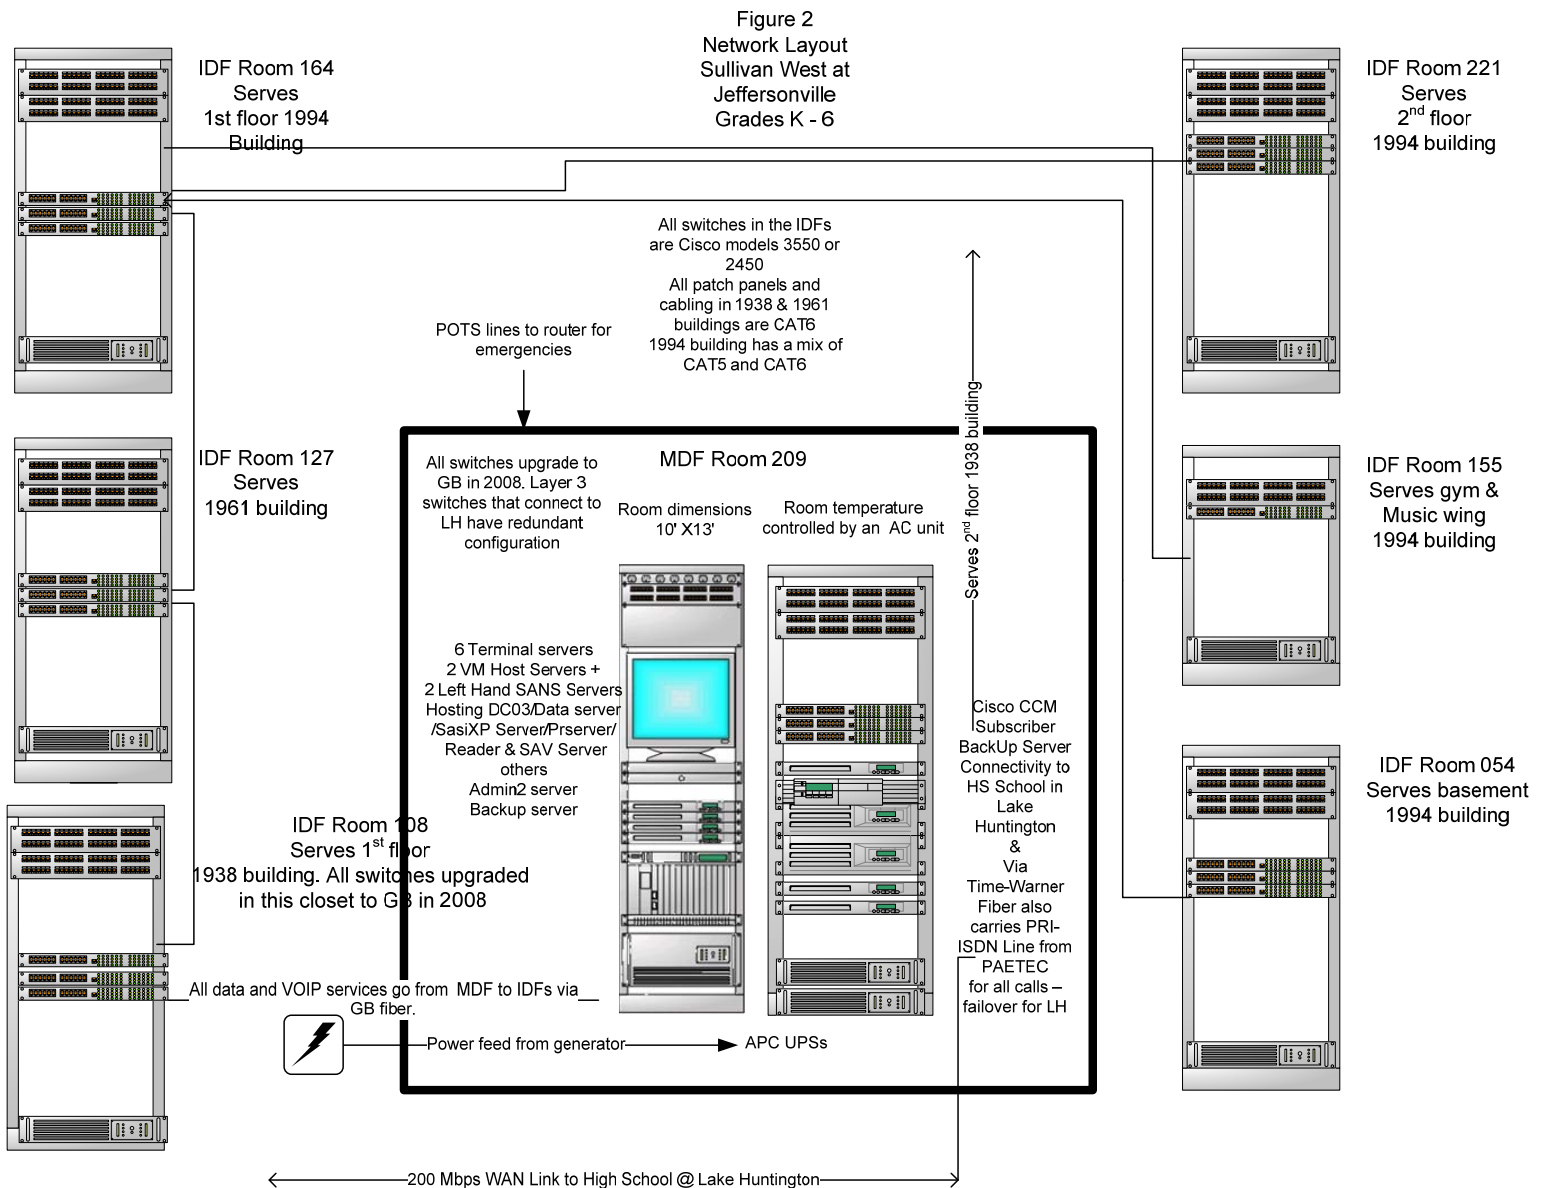 Figure 2
Network Layout
Sullivan West at
Jeffersonville
Grades K - 6
IDF Room 164
Serves
1st floor 1994
Building
IDF Room 221
Serves
2nd floor
1994 building
All switches in the IDFs
are Cisco models 3550 or
2450
All patch panels and
cabling in 1938 & 1961
buildings are CAT6
1994 building has a mix of
CAT5 and CAT6
POTS lines to router for
emergencies
IDF Room 127
Serves
1961 building
All switches upgrade to
GB in 2008. Layer 3
switches that connect to
LH have redundant
configuration
MDF Room 209
Room dimensions
10' X13'
Room temperature
controlled by an AC unit
Serves 2nd floor 1938 building
IDF Room 155
Serves gym &
Music wing
1994 building
6 Terminal servers
2 VM Host Servers +
2 Left Hand SANS Servers
Hosting DC03/Data server
/SasiXP Server/Prserver/
Reader & SAV Server
others
Admin2 server
Backup server
Cisco CCM
Subscriber
BackUp Server
Connectivity to
HS School in
Lake
Huntington
&
Via
Time-Warner
Fiber also
carries PRI-
ISDN Line from
PAETEC
for all calls –
failover for LH
IDF Room 054
Serves basement
1994 building
IDF Room 108
Serves 1st floor
1938 building. All switches upgraded
in this closet to GB in 2008
All data and VOIP services go from MDF to IDFs via
GB fiber.
Power feed from generator
APC UPSs
200 Mbps WAN Link to High School @ Lake Huntington